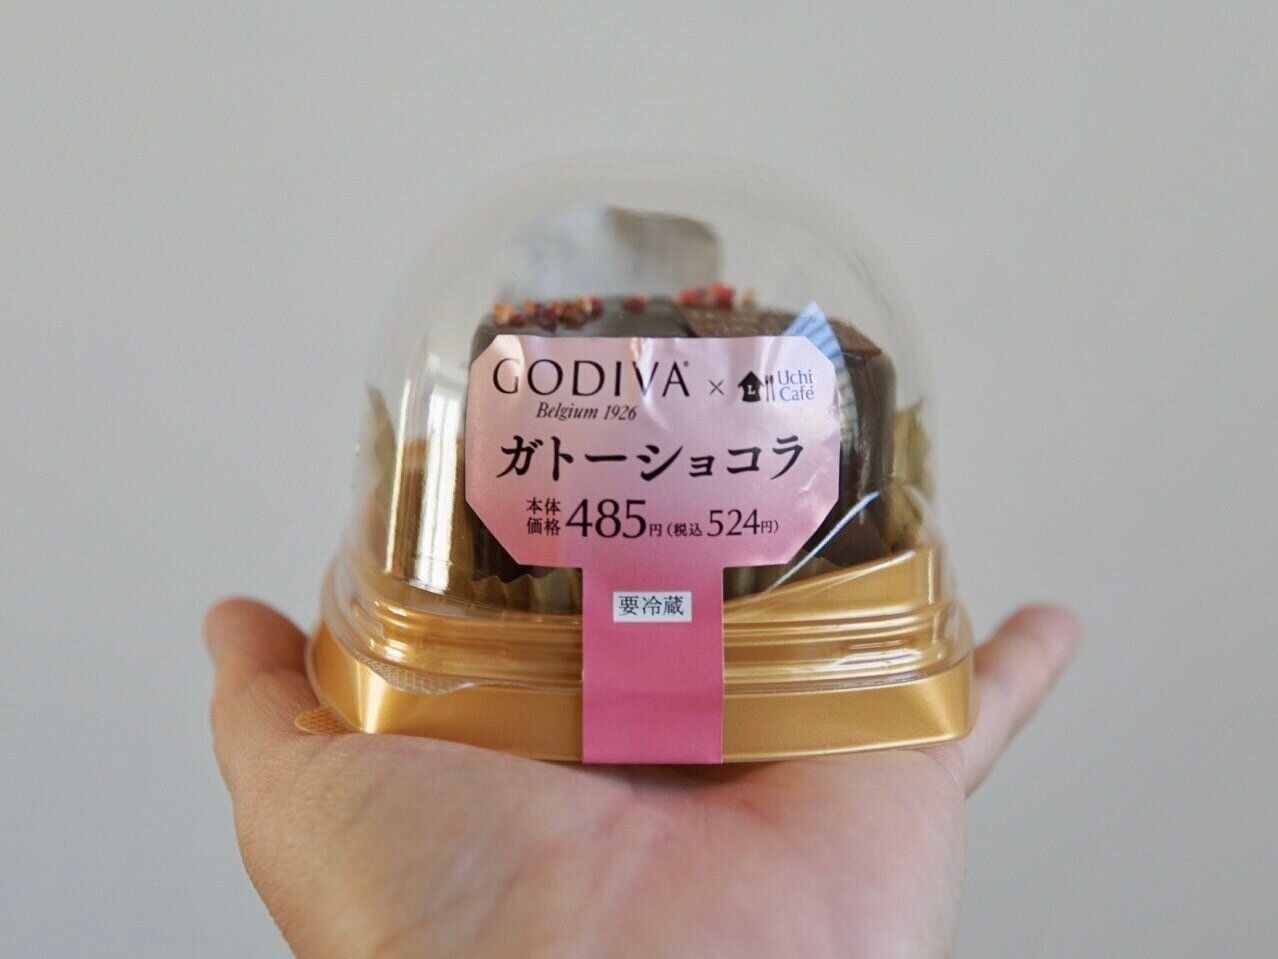 GODIVA × L Uchi Café
Belgium 1926
ガトーショコラ
本体価格 485円(税込524円)
要冷蔵